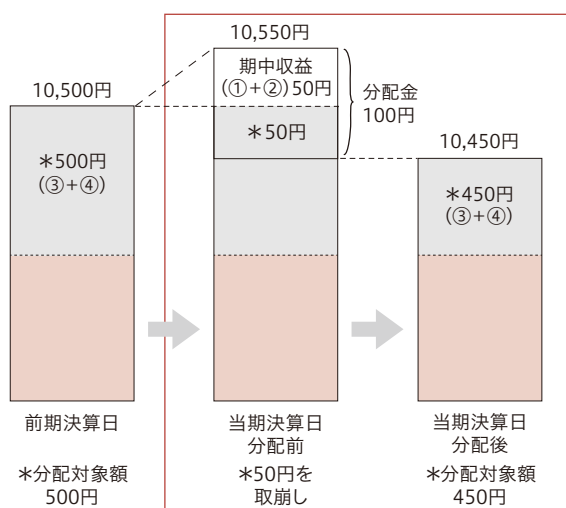 10,500円
＊500円
(③＋④)
前期決算日
＊分配対象額
500円
10,550円
期中収益
(①＋②)50円
＊50円
分配金
100円
当期決算日
分配前
＊50円を
取崩し
10,450円
＊450円
(③＋④)
当期決算日
分配後
＊分配対象額
450円